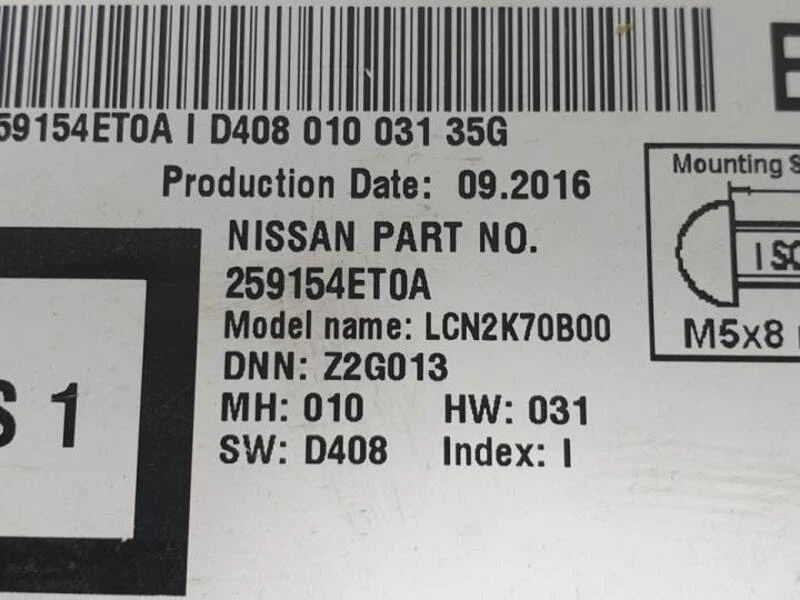 59154ET0A I D408 010 031 35G
Production Date: 09.2016
NISSAN PART NO.
259154ET0A
Model name: LCN2K70B00
DNN: Z2G013
MH: 010 HW: 031
SW: D408 Index: I
S 1
Mounting S
ISO
M5x8